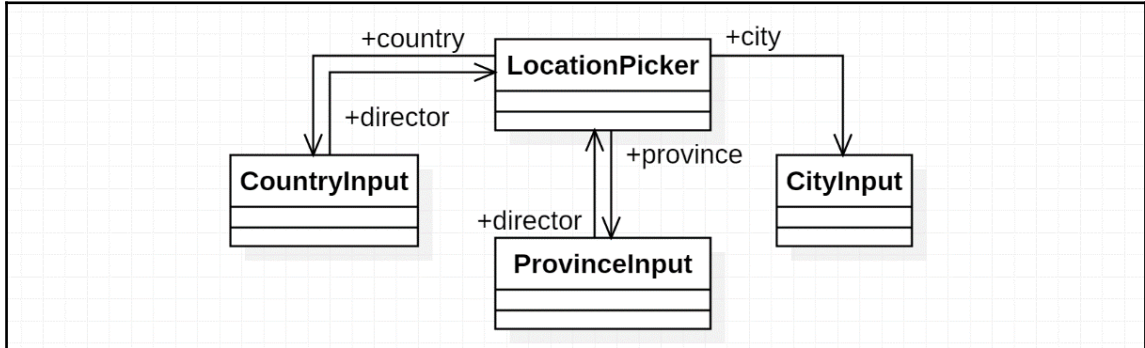 +country
+city
LocationPicker
+director
+province
CountryInput
CityInput
+director
ProvinceInput